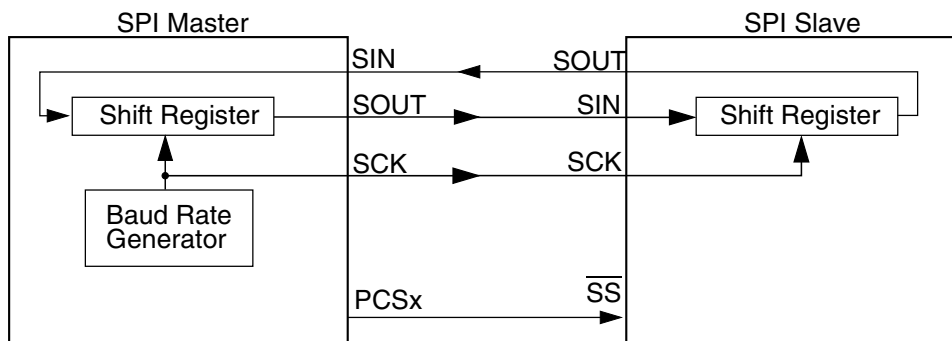 SPI Master
SPI Slave
SIN
SOUT
Shift Register
SOUT
SIN
Shift Register
SCK
SCK
Baud Rate
Generator
PCSx
SS